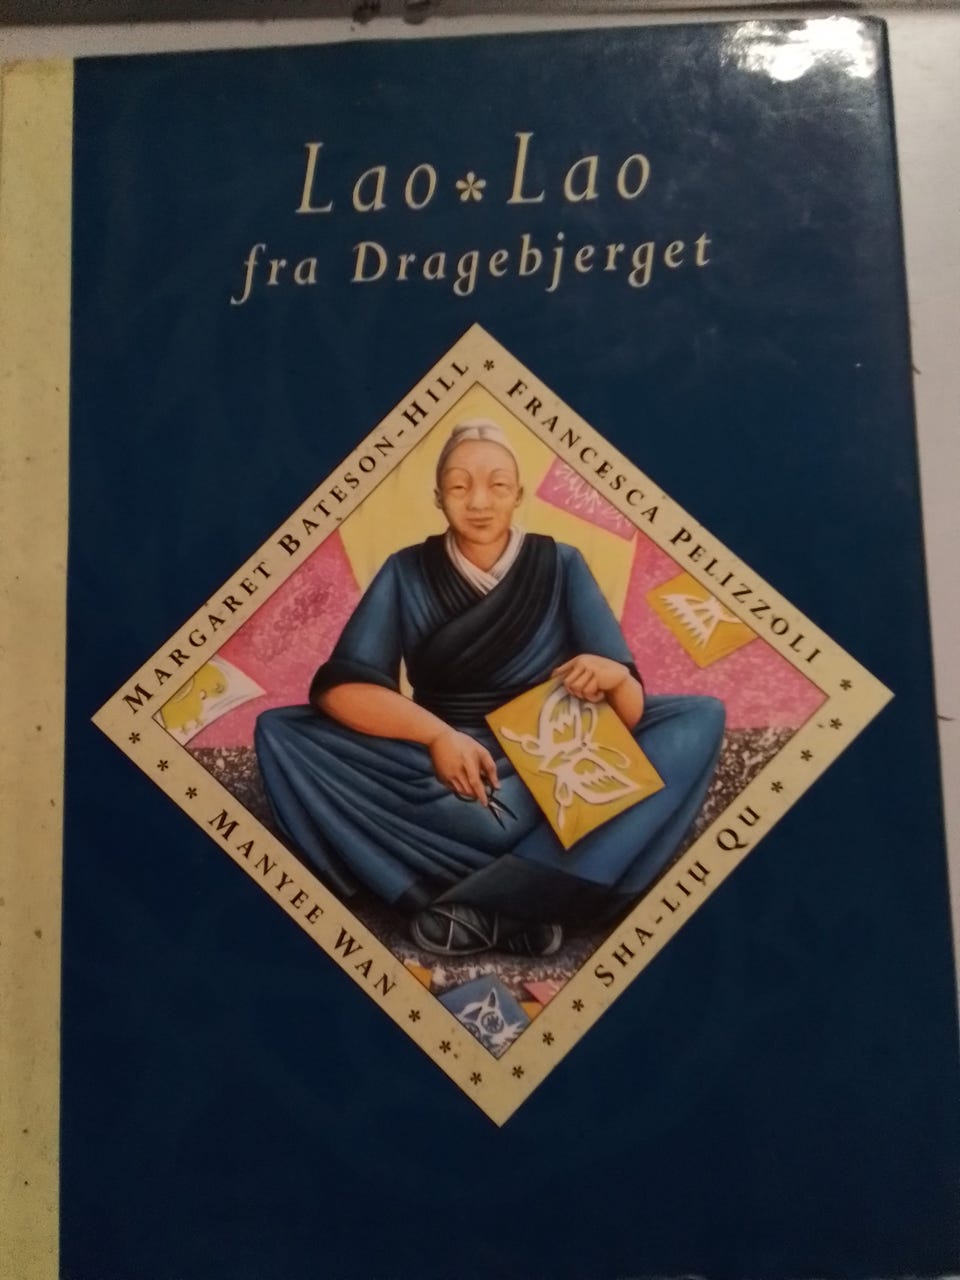 Lao * Lao
fra Dragebjerget
MARGARET BATESON-HILL * FRANCESCA PELIZZOLI *
* * * MANYEE WAN * * *
* SHA-LIU QU * * *